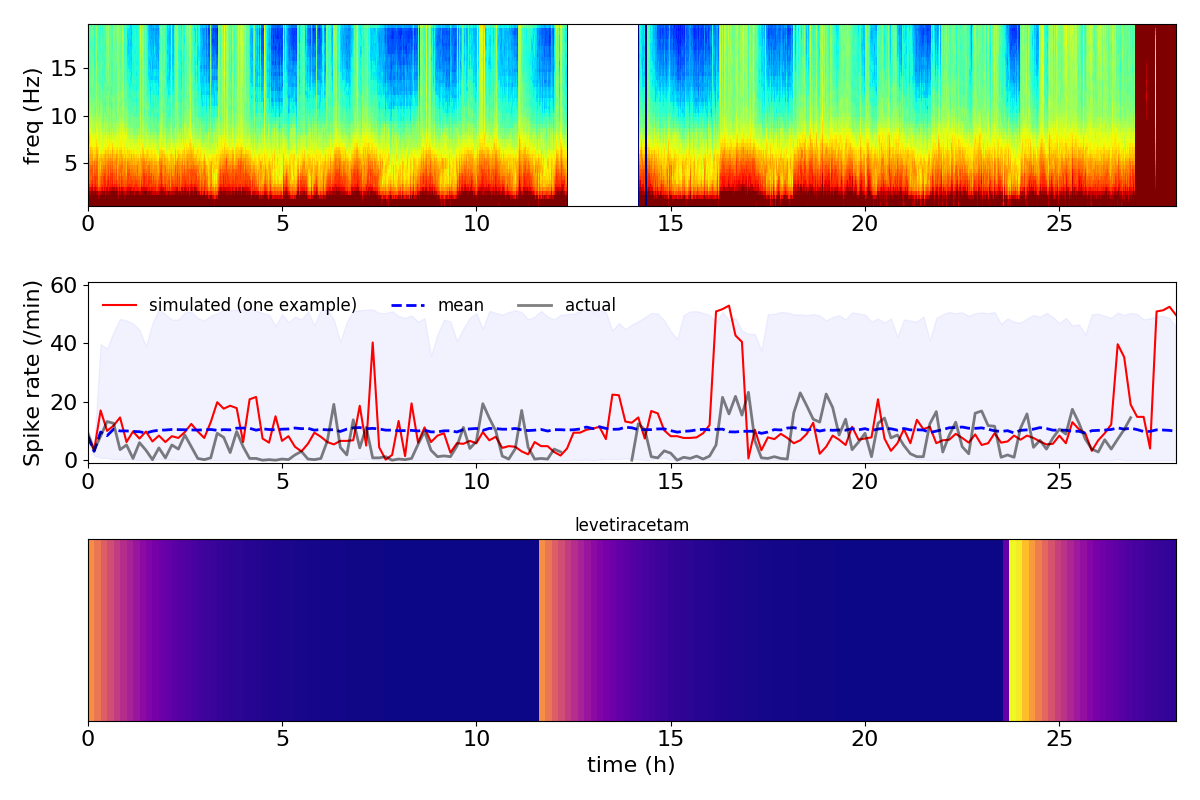 freq (Hz)
15
10
5
0 5 10 15 20 25
Spike rate (/min)
60
40
20
0
simulated (one example) mean actual
0 5 10 15 20 25
levetiracetam
0 5 10 15 20 25
time (h)